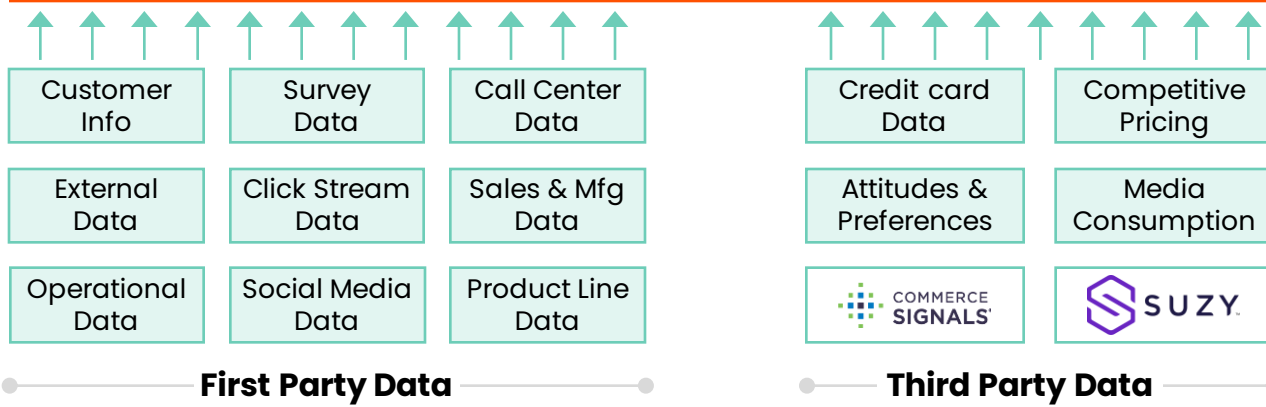 Customer
Info
Survey
Data
Call Center
Data
Credit card
Data
Competitive
Pricing
External
Data
Click Stream
Data
Sales & Mfg
Data
Attitudes &
Preferences
Media
Consumption
Operational
Data
Social Media
Data
Product Line
Data
COMMERCE
SIGNALS
SUZY
First Party Data
Third Party Data